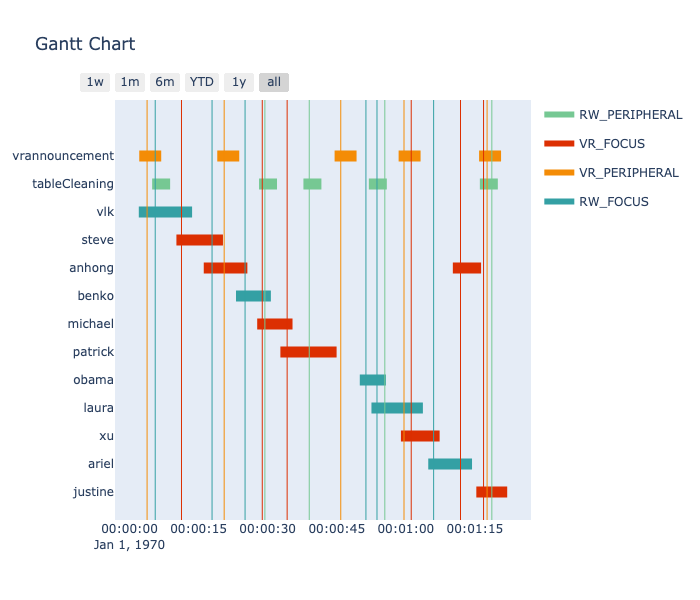 Gantt Chart
1w 1m 6m YTD 1y all
RW_PERIPHERAL
VR_FOCUS
VR_PERIPHERAL
RW_FOCUS
vrannouncement
tableCleaning
vlk
steve
anhong
benko
michael
patrick
obama
laura
xu
ariel
justine
00:00:00 00:00:15 00:00:30 00:00:45 00:01:00 00:01:15
Jan 1, 1970